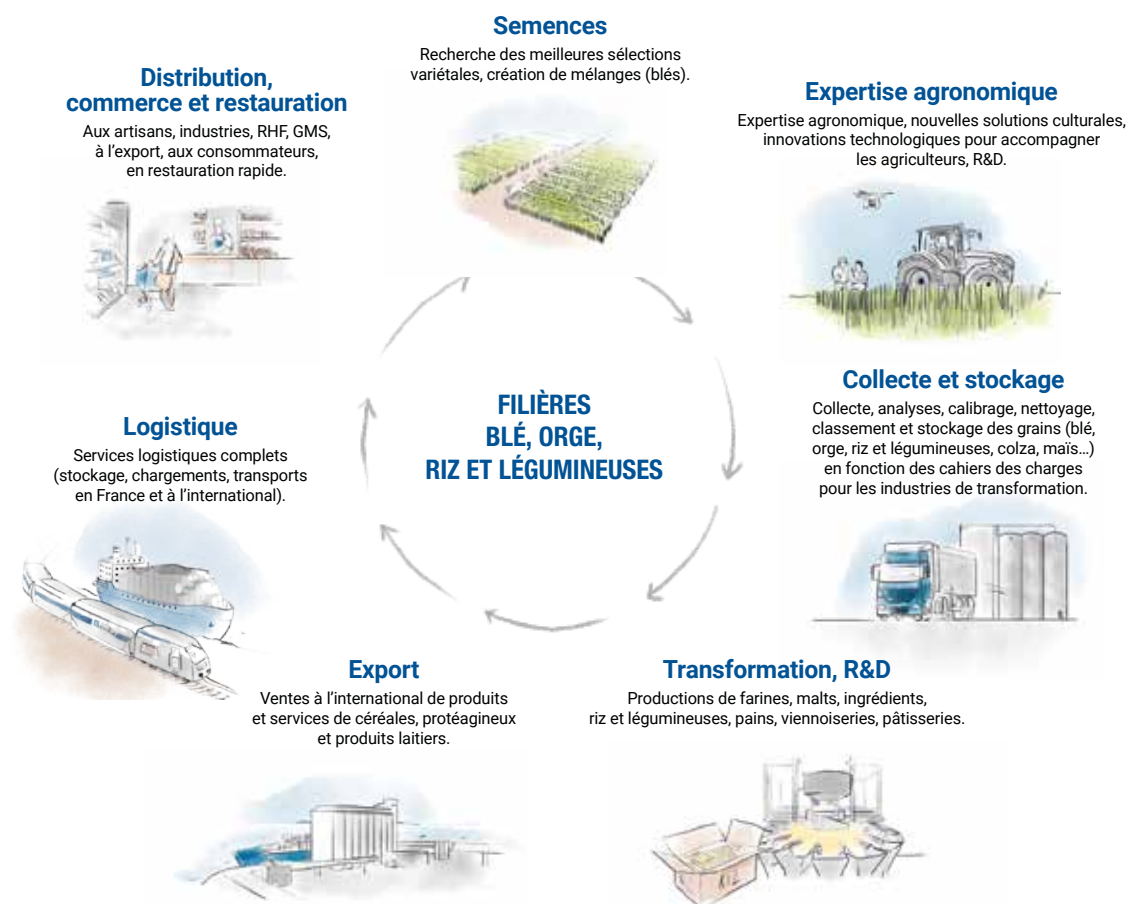 Semences
Recherche des meilleures sélections
variétales, création de mélanges (blés).
Expertise agronomique
Expertise agronomique, nouvelles solutions culturales,
innovations technologiques pour accompagner
les agriculteurs, R&D.
Collecte et stockage
Collecte, analyses, calibrage, nettoyage,
classement et stockage des grains (blé,
orge, riz et légumineuses, colza, maïs...)
en fonction des cahiers des charges
pour les industries de transformation.
Transformation, R&D
Productions de farines, malts, ingrédients,
riz et légumineuses, pains, viennoiseries, pâtisseries.
RIZ
Export
Ventes à l'international de produits
et services de céréales, protéagineux
et produits laitiers.
Logistique
Services logistiques complets
(stockage, chargements, transports
en France et à l'international).
Distribution,
commerce et restauration
Aux artisans, industries, RHF, GMS,
à l'export, aux consommateurs,
en restauration rapide.
FILIÈRES
BLÉ, ORGE,
RIZ ET LÉGUMINEUSES